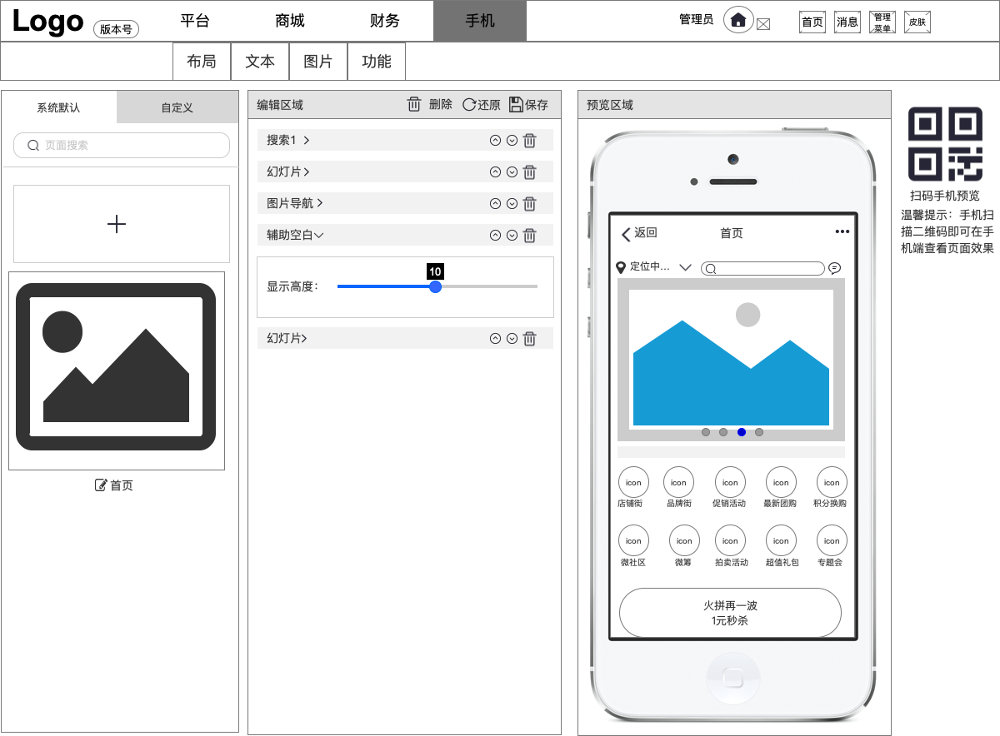 Logo
版本号
平台
商城
财务
手机
管理员
首页
消息
管理
菜单
皮肤
布局
文本
图片
功能
系统默认
自定义
页面搜索
首页
编辑区域
删除
还原
保存
搜索1
幻灯片
图片导航
辅助空白
10
显示高度：
幻灯片
预览区域
返回
首页
定位中...
icon
icon
icon
icon
icon
店铺街
品牌街
促销活动
最新团购
积分换购
icon
icon
icon
icon
icon
微社区
微筹
拍卖活动
超值礼包
专题会
火拼再一波
1元秒杀
扫码手机预览
温馨提示：手机扫
描二维码即可在手
机端查看页面效果